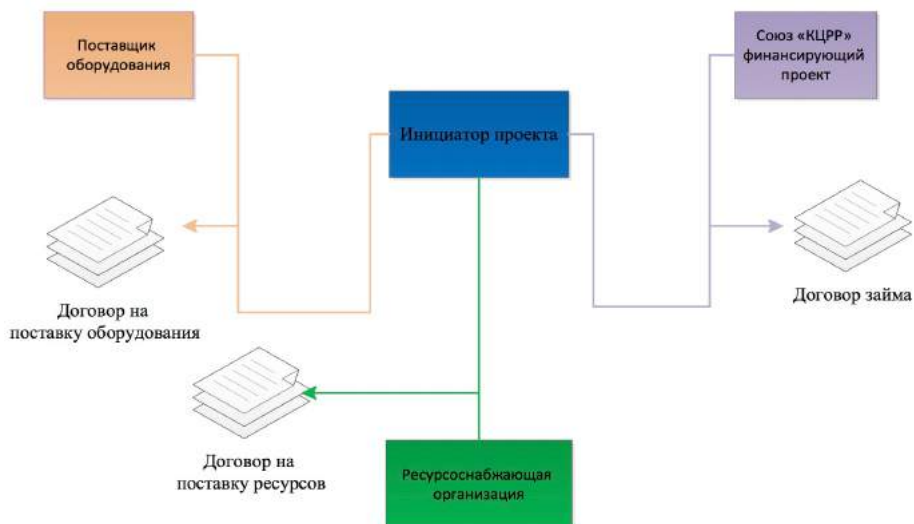 Поставщик
оборудования
Союз «КЦРР»
финансирующий
проект
Инициатор проекта
Договор на
поставку оборудования
Договор займа
Договор на
поставку ресурсов
Ресурсоснабжающая
организация